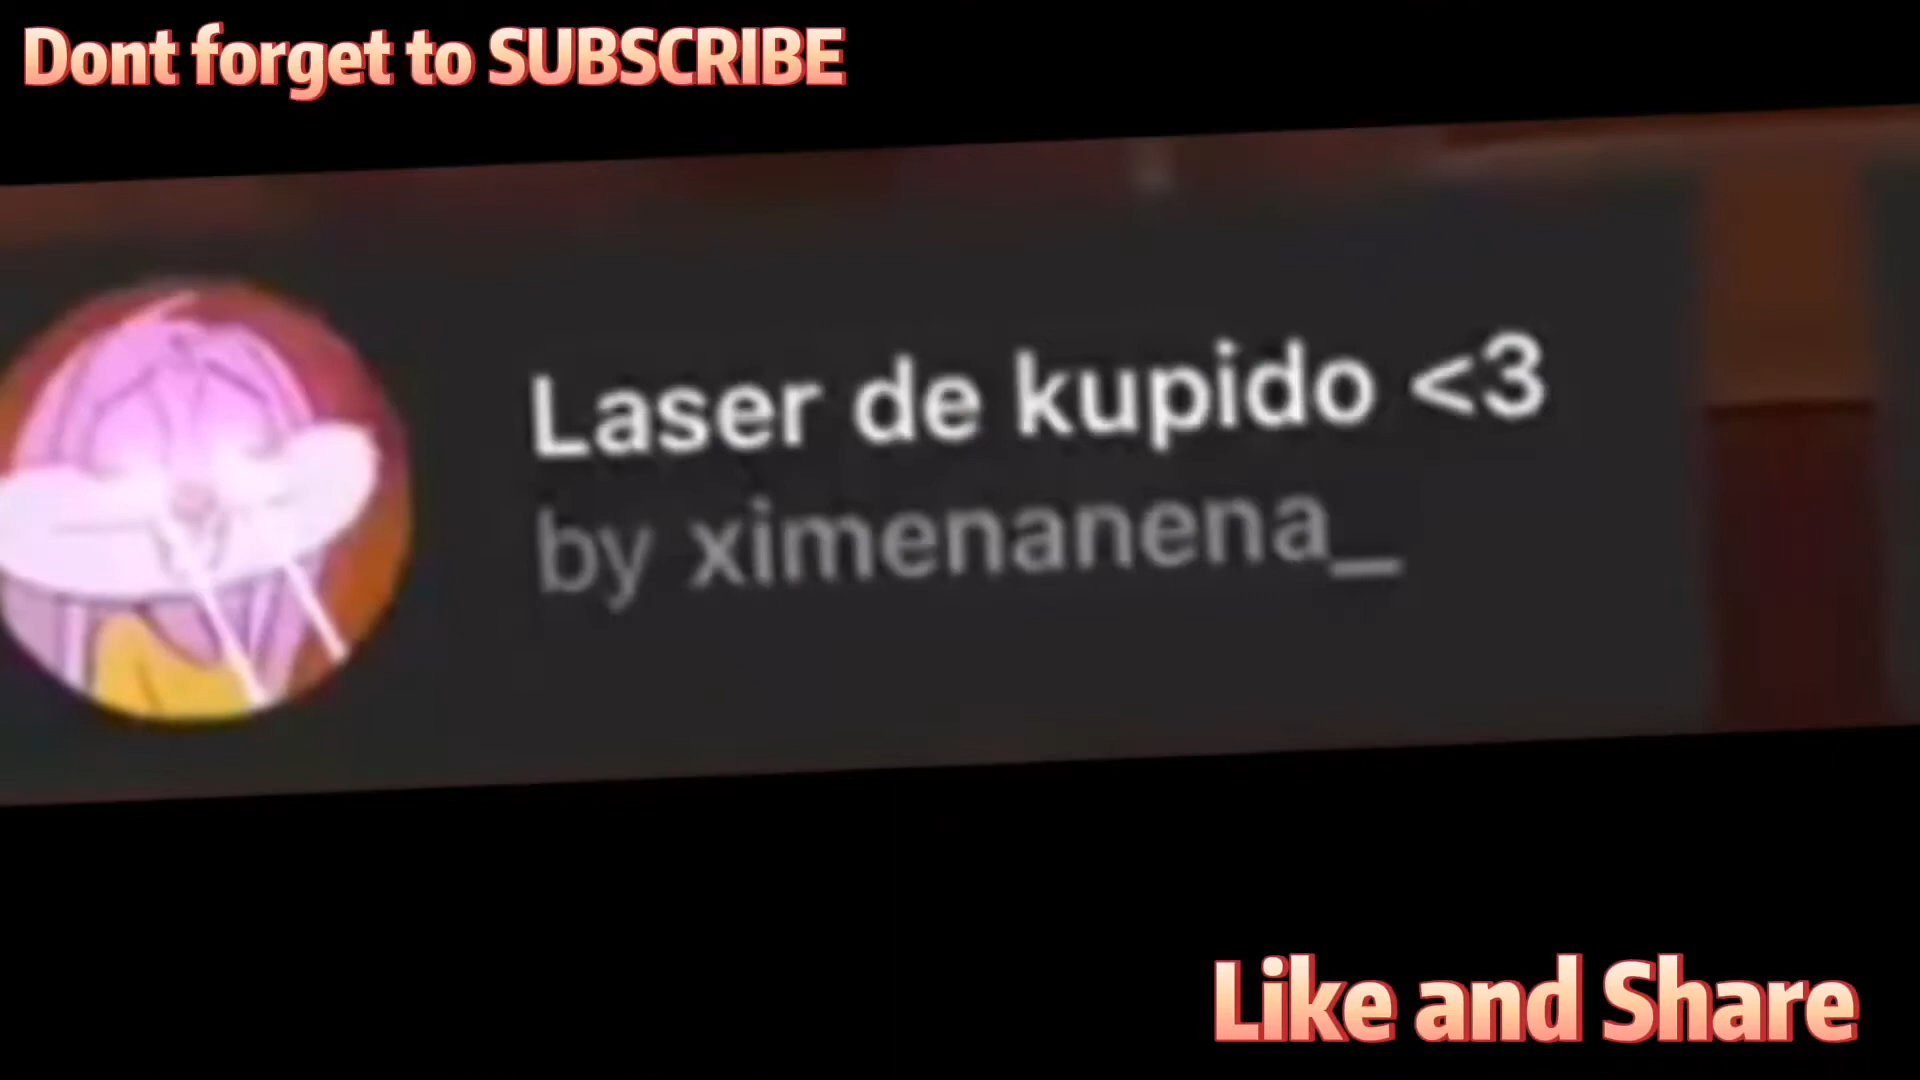 Dont forget to SUBSCRIBE
Laser de kupido <3
by ximenanena_
Like and Share